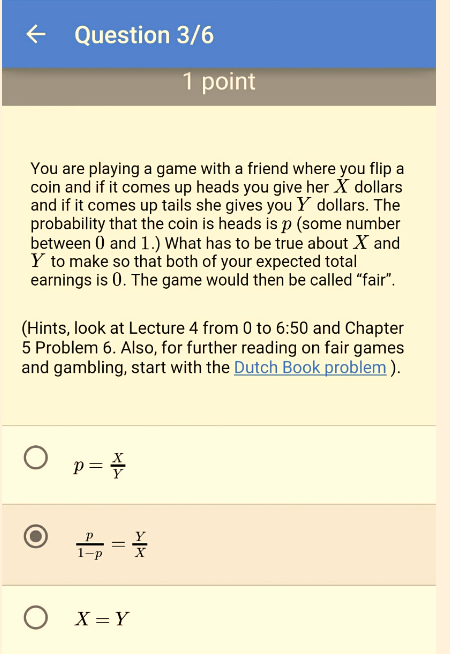 ← Question 3/6
1 point
You are playing a game with a friend where you flip a
coin and if it comes up heads you give her X dollars
and if it comes up tails she gives you Y dollars. The
probability that the coin is heads is p (some number
between 0 and 1.) What has to be true about X and
Y to make so that both of your expected total
earnings is 0. The game would then be called “fair”.
(Hints, look at Lecture 4 from 0 to 6:50 and Chapter
5 Problem 6. Also, for further reading on fair games
and gambling, start with the Dutch Book problem ).
p = X/Y
p/(1−p) = Y/X
X = Y